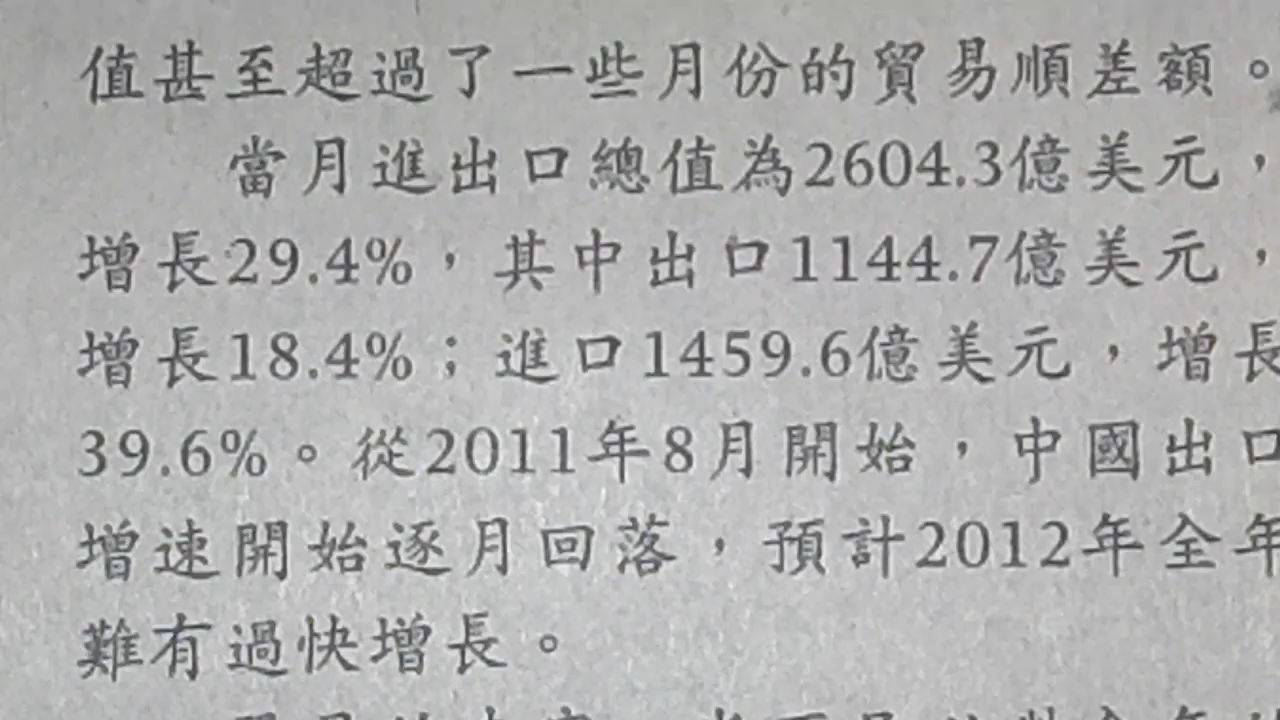 值甚至超過了一些月份的貿易順差額。
當月進出口總值為2604.3億美元，
增長29.4%，其中出口1144.7億美元，
增長18.4%；進口1459.6億美元，增長
39.6%。從2011年8月開始，中國出口
增速開始逐月回落，預計2012年全年
難有過快增長。